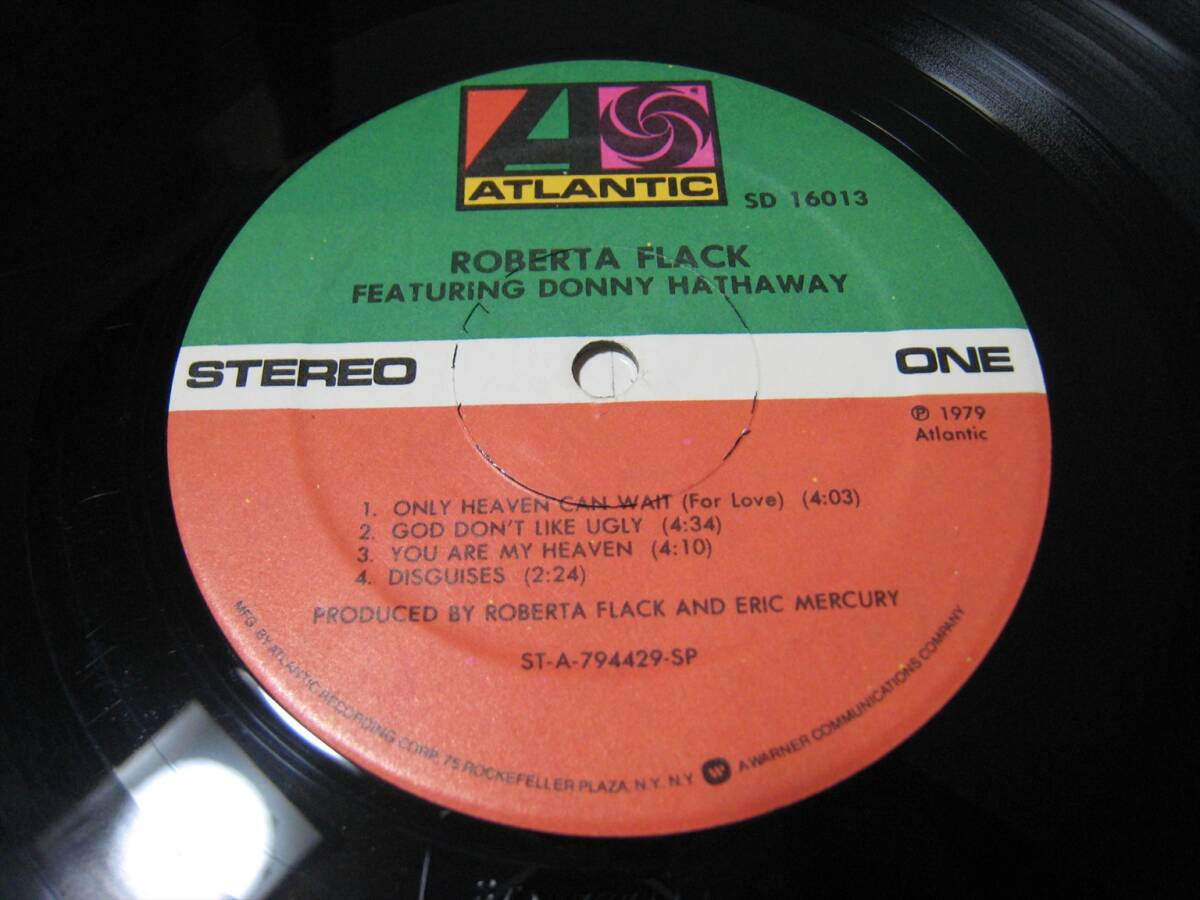 ATLANTIC
SD 16013
ROBERTA FLACK
FEATURiNG DONNY HATHAWAY
STEREO
ONE
℗ 1979
Atlantic
1. ONLY HEAVEN CAN WAIT (For Love) (4:03)
2. GOD DON'T LIKE UGLY (4:34)
3. YOU ARE MY HEAVEN (4:10)
4. DISGUISES (2:24)
PRODUCED BY ROBERTA FLACK AND ERIC MERCURY
ST-A-794429-SP
MFG. BY ATLANTIC RECORDING CORP. 75 ROCKEFELLER PLAZA, N.Y. N.Y. A WARNER COMMUNICATIONS COMPANY